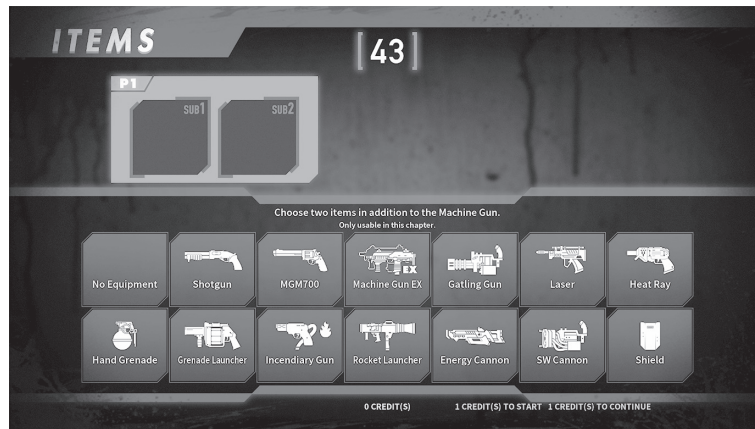 ITEMS
[43]
P1
SUB1 SUB2
Choose two items in addition to the Machine Gun.
Only usable in this chapter.
No Equipment Shotgun MGM700 Machine Gun EX Gatling Gun Laser Heat Ray
EX
Hand Grenade Grenade Launcher Incendiary Gun Rocket Launcher Energy Cannon SW Cannon Shield
0 CREDIT(S) 1 CREDIT(S) TO START 1 CREDIT(S) TO CONTINUE